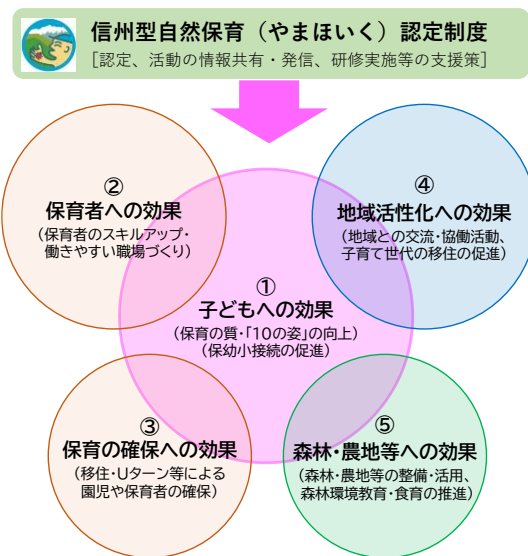 信州型自然保育（やまほいく）認定制度
［認定、活動の情報共有・発信、研修実施等の支援策］
②
保育者への効果
（保育者のスキルアップ・
働きやすい職場づくり）
④
地域活性化への効果
（地域との交流・協働活動、
子育て世代の移住の促進）
①
子どもへの効果
（保育の質・「10の姿」の向上）
（保幼小接続の促進）
③
保育の確保への効果
（移住・Uターン等による
園児や保育者の確保）
⑤
森林・農地等への効果
（森林・農地等の整備・活用、
森林環境教育・食育の推進）